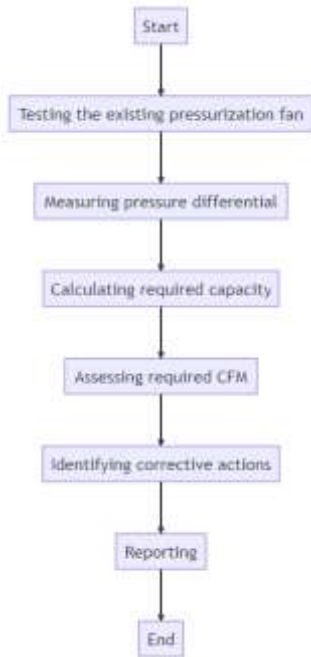 Start
Testing the existing pressurization fan
Measuring pressure differential
Calculating required capacity
Assessing required CFM
Identifying corrective actions
Reporting
End